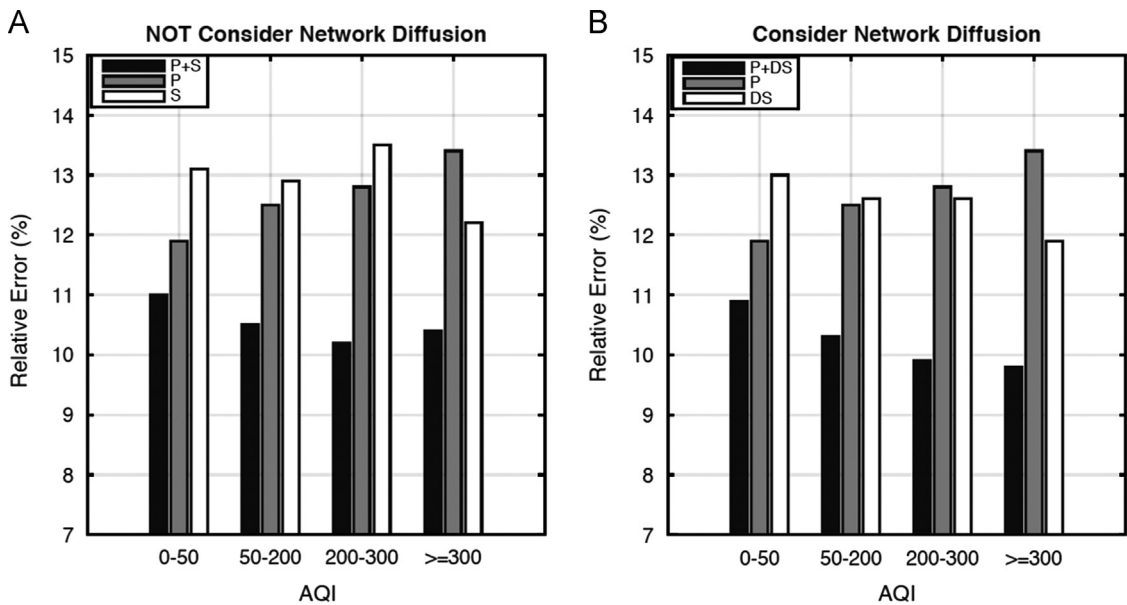 A
NOT Consider Network Diffusion
P+S
P
S
15
14
13
12
11
10
9
8
7
Relative Error (%)
0-50 50-200 200-300 >=300
AQI
B
Consider Network Diffusion
P+DS
P
DS
15
14
13
12
11
10
9
8
7
Relative Error (%)
0-50 50-200 200-300 >=300
AQI